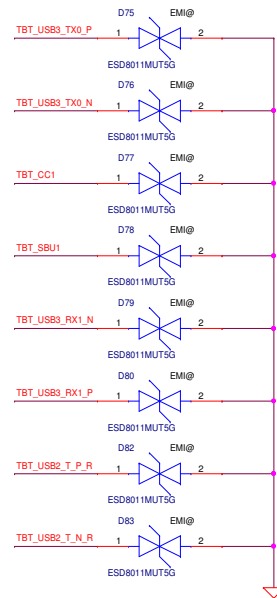 D75 EMI@
TBT_USB3_TX0_P 1 2
ESD8011MUT5G
D76 EMI@
TBT_USB3_TX0_N 1 2
ESD8011MUT5G
D77 EMI@
TBT_CC1 1 2
ESD8011MUT5G
D78 EMI@
TBT_SBU1 1 2
ESD8011MUT5G
D79 EMI@
TBT_USB3_RX1_N 1 2
ESD8011MUT5G
D80 EMI@
TBT_USB3_RX1_P 1 2
ESD8011MUT5G
D82 EMI@
TBT_USB2_T_P_R 1 2
ESD8011MUT5G
D83 EMI@
TBT_USB2_T_N_R 1 2
ESD8011MUT5G